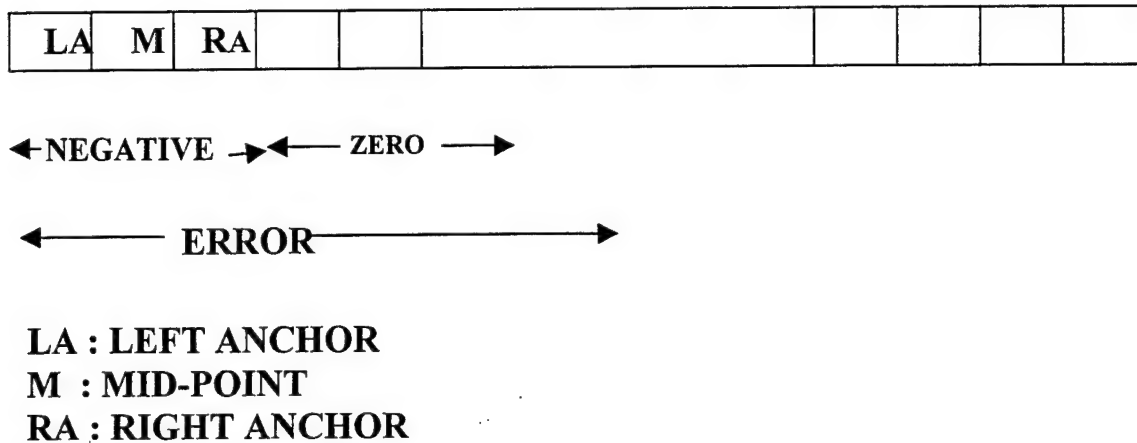 LA M RA
NEGATIVE ZERO
ERROR
LA : LEFT ANCHOR
M : MID-POINT
RA : RIGHT ANCHOR